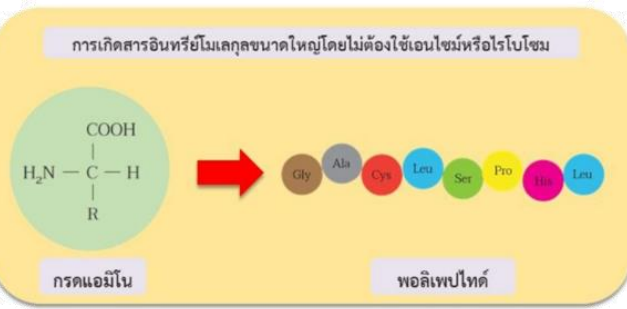 การเกิดสารอินทรีย์โมเลกุลขนาดใหญ่โดยไม่ต้องใช้เอนไซม์หรือไรโบโซม
COOH
H₂N — C — H
R
Gly Ala Cys Leu Ser Pro His Leu
กรดแอมิโน
พอลิเพปไทด์